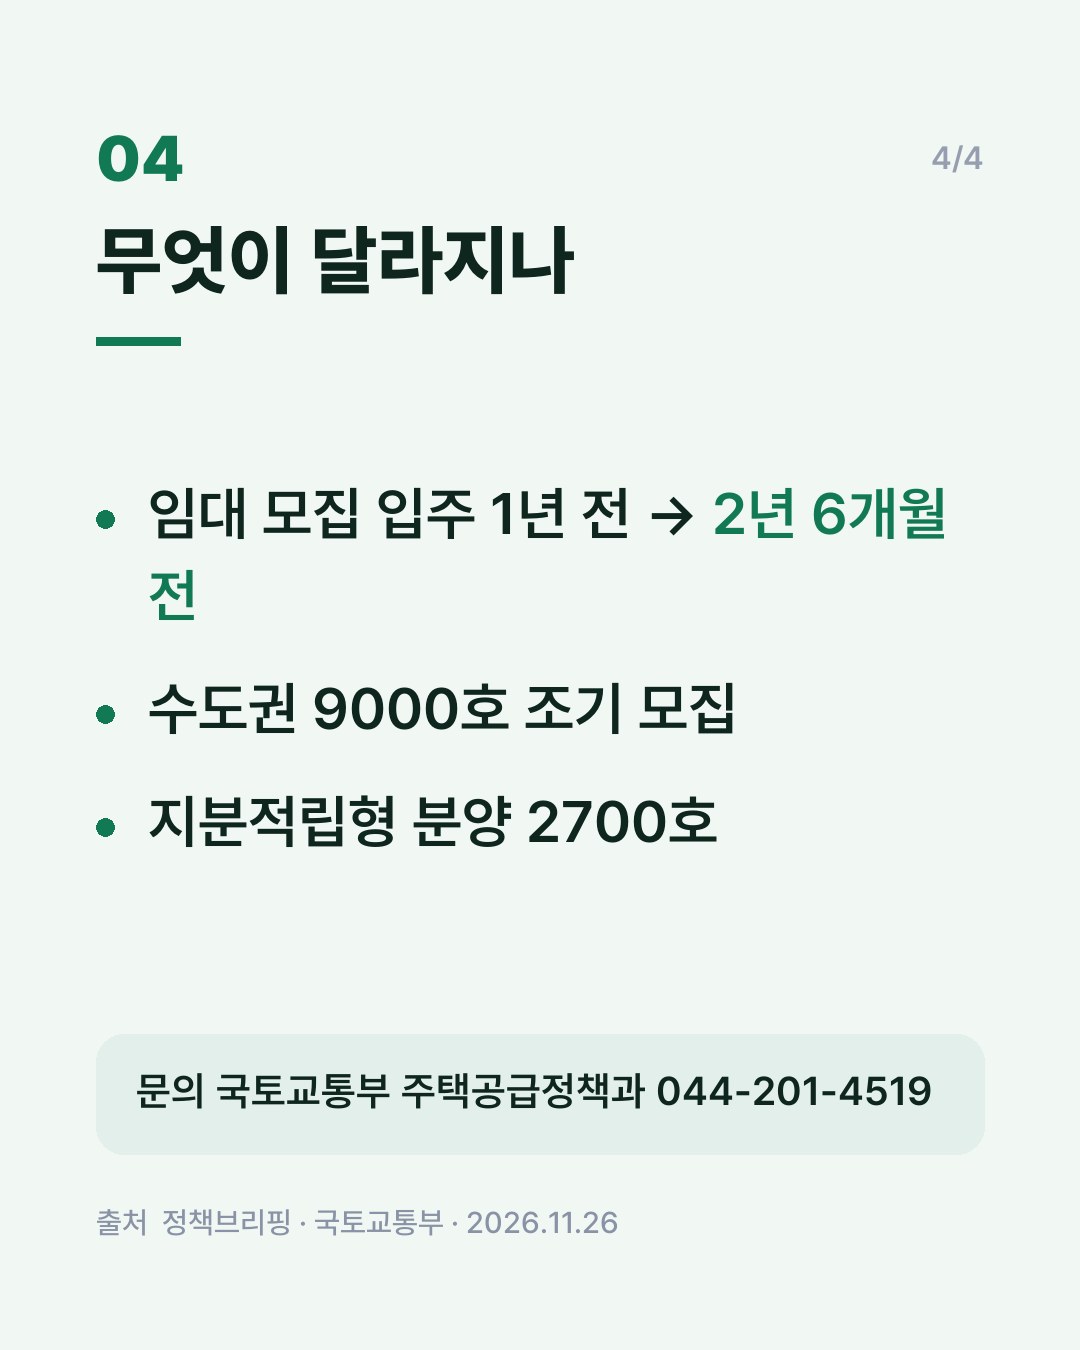 04
4/4
무엇이 달라지나
• 임대 모집 입주 1년 전 → 2년 6개월
전
• 수도권 9000호 조기 모집
• 지분적립형 분양 2700호
문의 국토교통부 주택공급정책과 044-201-4519
출처 정책브리핑 · 국토교통부 · 2026.11.26